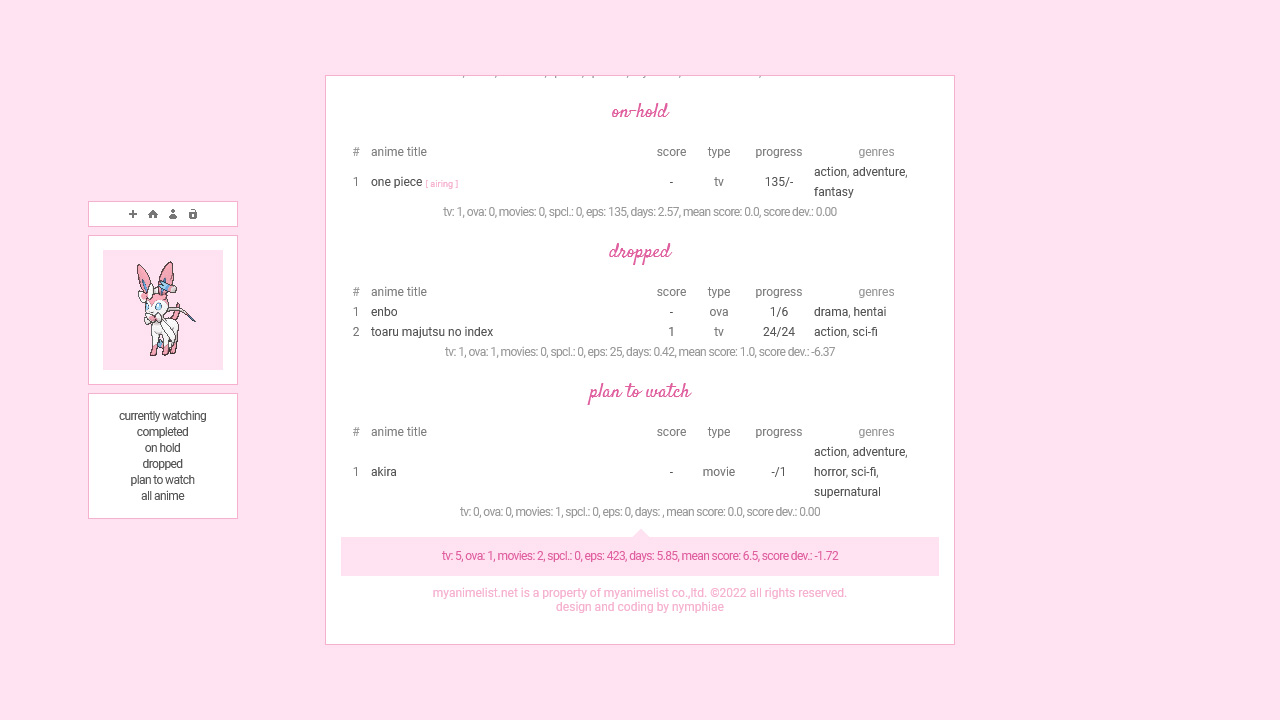 currently watching
completed
on hold
dropped
plan to watch
all anime
on-hold
# anime title score type progress genres
1 one piece [ airing ] - tv 135/- action, adventure,
fantasy
tv: 1, ova: 0, movies: 0, spcl.: 0, eps: 135, days: 2.57, mean score: 0.0, score dev.: 0.00
dropped
# anime title score type progress genres
1 enbo - ova 1/6 drama, hentai
2 toaru majutsu no index 1 tv 24/24 action, sci-fi
tv: 1, ova: 1, movies: 0, spcl.: 0, eps: 25, days: 0.42, mean score: 1.0, score dev.: -6.37
plan to watch
# anime title score type progress genres
1 akira - movie -/1 action, adventure,
horror, sci-fi,
supernatural
tv: 0, ova: 0, movies: 1, spcl.: 0, eps: 0, days: , mean score: 0.0, score dev.: 0.00
tv: 5, ova: 1, movies: 2, spcl.: 0, eps: 423, days: 5.85, mean score: 6.5, score dev.: -1.72
myanimelist.net is a property of myanimelist co.,ltd. ©2022 all rights reserved.
design and coding by nymphiae